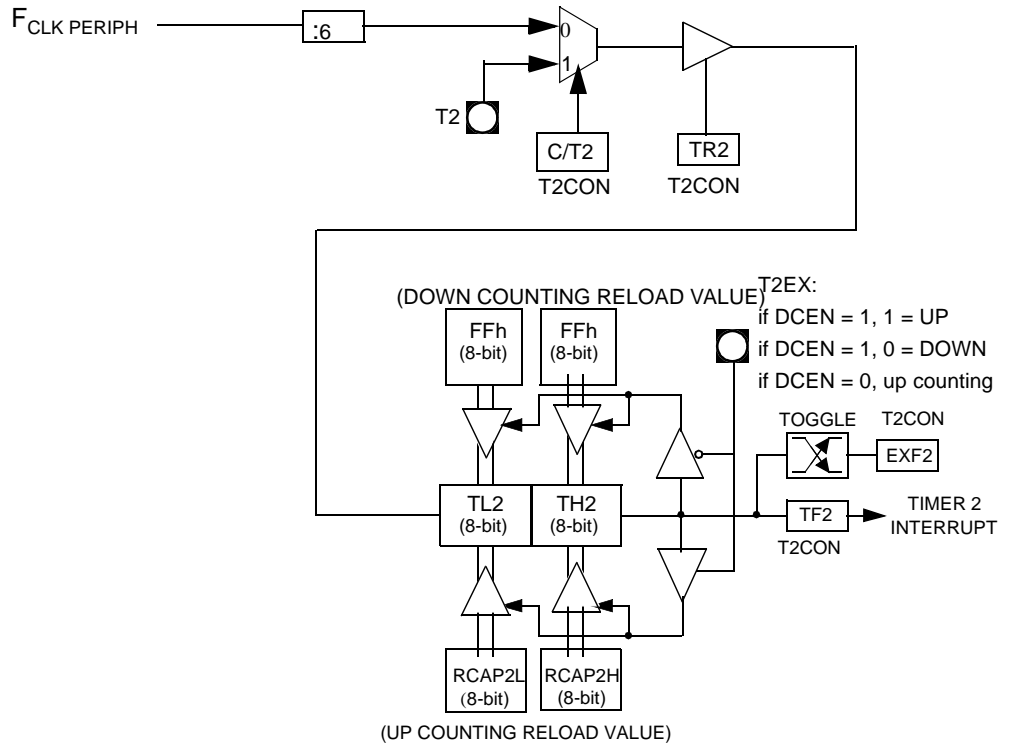 FCLK PERIPH
:6
0
1
T2
C/T2
T2CON
TR2
T2CON
T2EX:
(DOWN COUNTING RELOAD VALUE)
if DCEN = 1, 1 = UP
if DCEN = 1, 0 = DOWN
if DCEN = 0, up counting
FFh
(8-bit)
FFh
(8-bit)
TOGGLE
T2CON
EXF2
TL2
(8-bit)
TH2
(8-bit)
TF2
T2CON
TIMER 2
INTERRUPT
RCAP2L
(8-bit)
RCAP2H
(8-bit)
(UP COUNTING RELOAD VALUE)